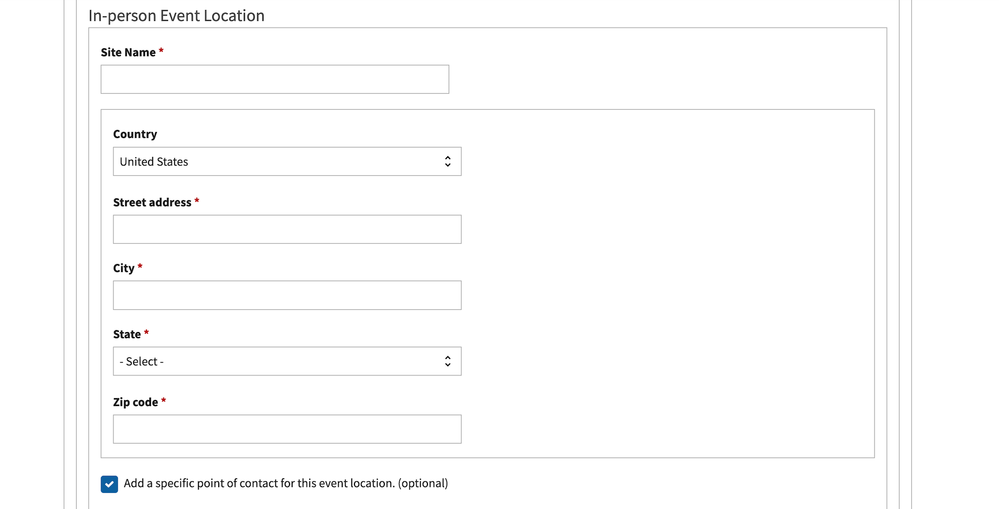 In-person Event Location
Site Name *
Country
United States
Street address *
City *
State *
- Select -
Zip code *
Add a specific point of contact for this event location. (optional)